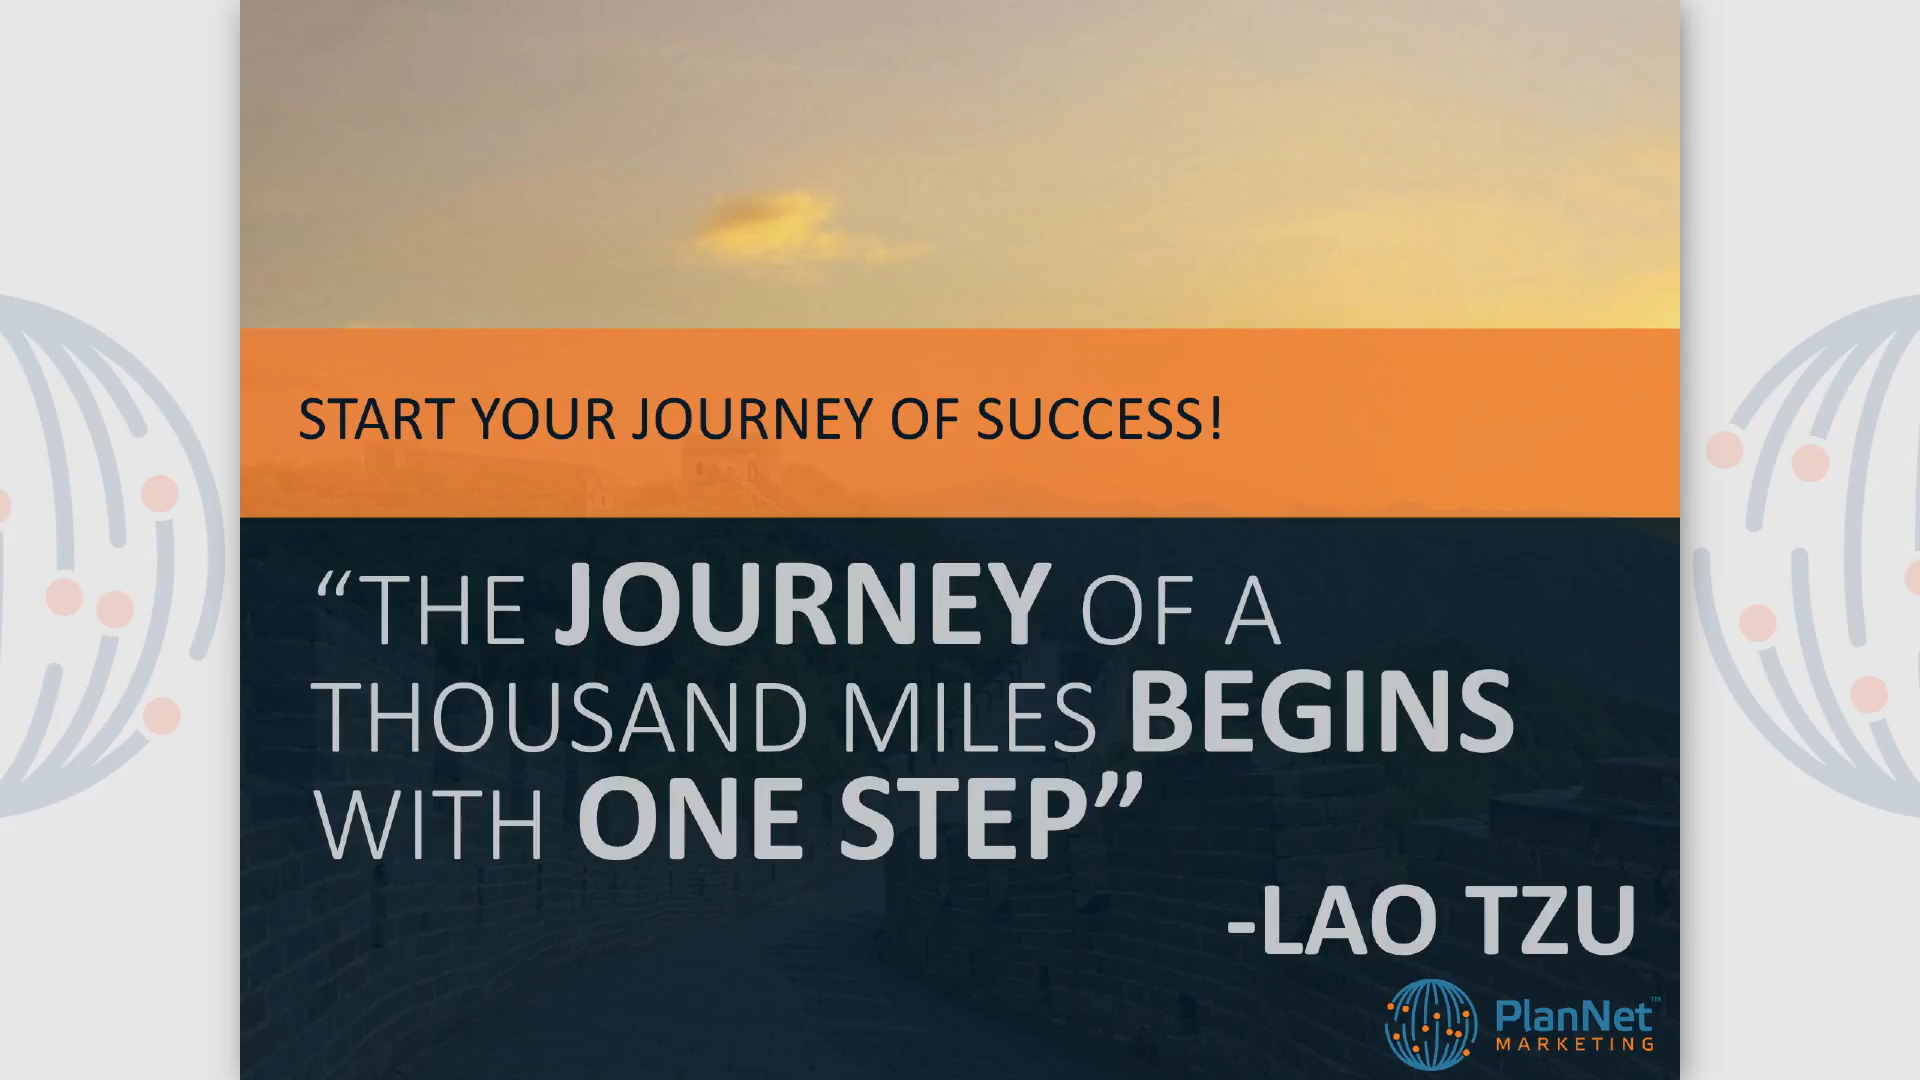 START YOUR JOURNEY OF SUCCESS!
“THE JOURNEY OF A
THOUSAND MILES BEGINS
WITH ONE STEP”
-LAO TZU
PlanNet™
MARKETING